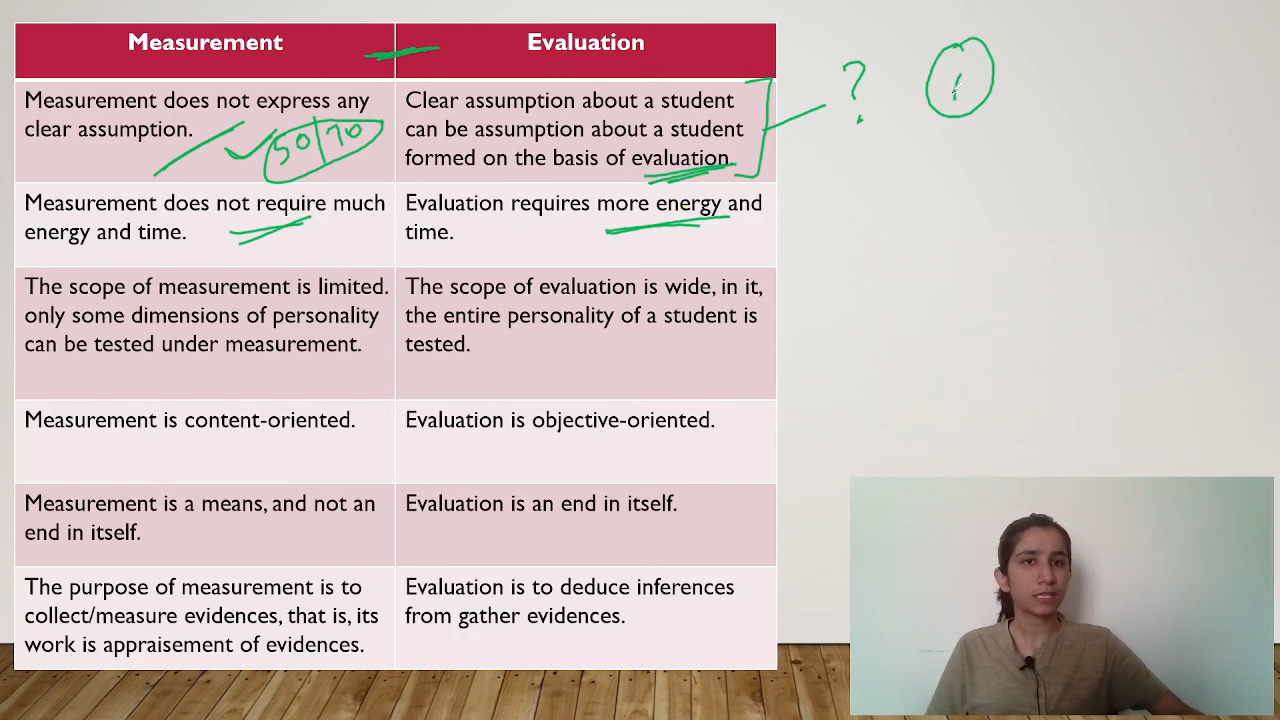 Measurement
Evaluation
Measurement does not express any
clear assumption.
50/70
Clear assumption about a student
can be assumption about a student
formed on the basis of evaluation.
?
Measurement does not require much
energy and time.
Evaluation requires more energy and
time.
The scope of measurement is limited.
only some dimensions of personality
can be tested under measurement.
The scope of evaluation is wide, in it,
the entire personality of a student is
tested.
Measurement is content-oriented.
Evaluation is objective-oriented.
Measurement is a means, and not an
end in itself.
Evaluation is an end in itself.
The purpose of measurement is to
collect/measure evidences, that is, its
work is appraisement of evidences.
Evaluation is to deduce inferences
from gather evidences.